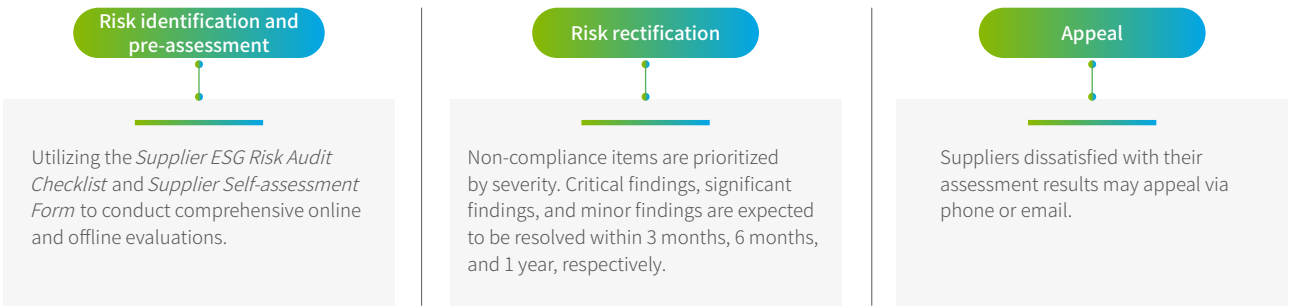 Risk identification and
pre-assessment
Utilizing the Supplier ESG Risk Audit
Checklist and Supplier Self-assessment
Form to conduct comprehensive online
and offline evaluations.
Risk rectification
Non-compliance items are prioritized
by severity. Critical findings, significant
findings, and minor findings are expected
to be resolved within 3 months, 6 months,
and 1 year, respectively.
Appeal
Suppliers dissatisfied with their
assessment results may appeal via
phone or email.